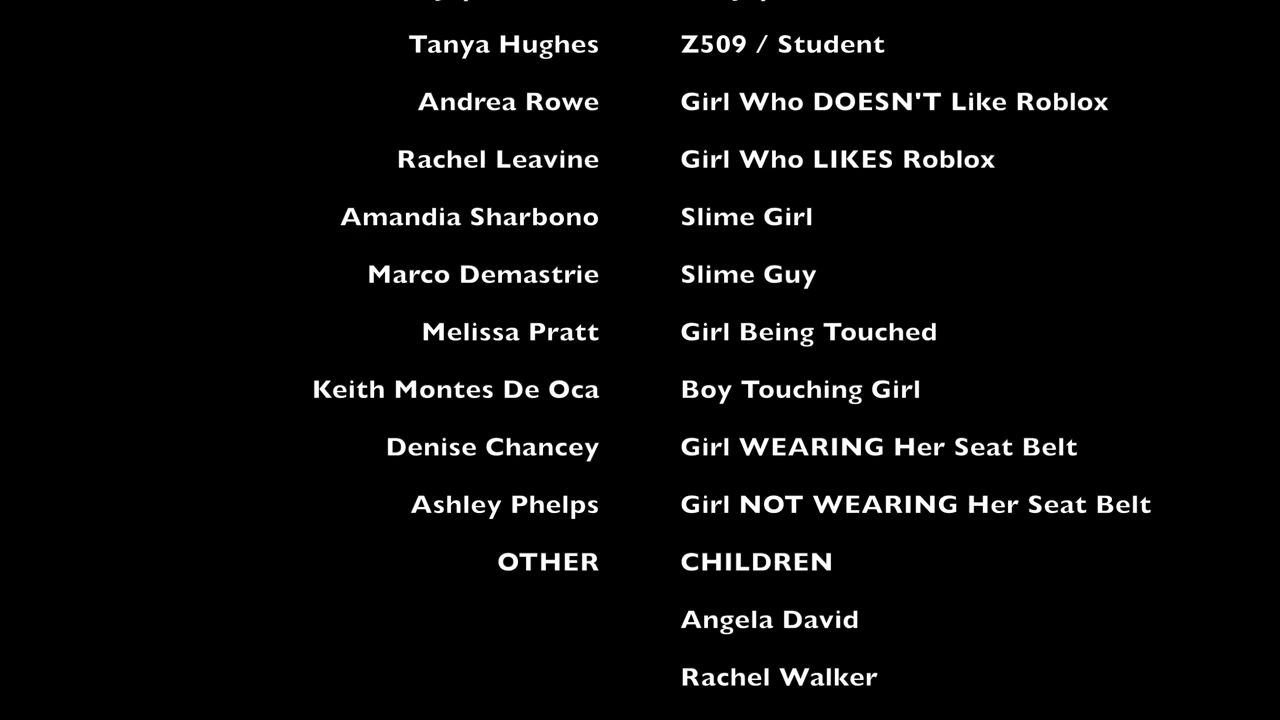 Tanya Hughes Z509 / Student
Andrea Rowe Girl Who DOESN'T Like Roblox
Rachel Leavine Girl Who LIKES Roblox
Amandia Sharbono Slime Girl
Marco Demastrie Slime Guy
Melissa Pratt Girl Being Touched
Keith Montes De Oca Boy Touching Girl
Denise Chancey Girl WEARING Her Seat Belt
Ashley Phelps Girl NOT WEARING Her Seat Belt
OTHER CHILDREN
Angela David
Rachel Walker